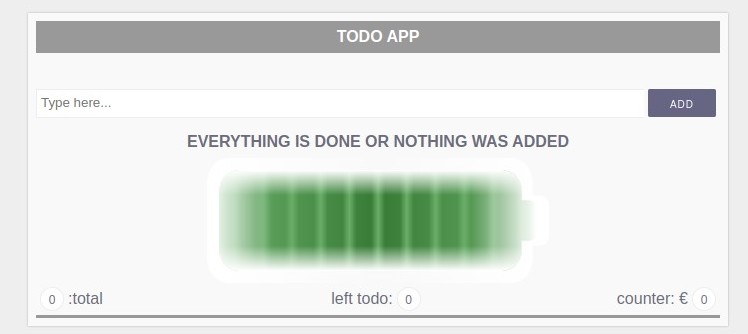 TODO APP
Type here...
ADD
EVERYTHING IS DONE OR NOTHING WAS ADDED
0 :total left todo: 0 counter: € 0